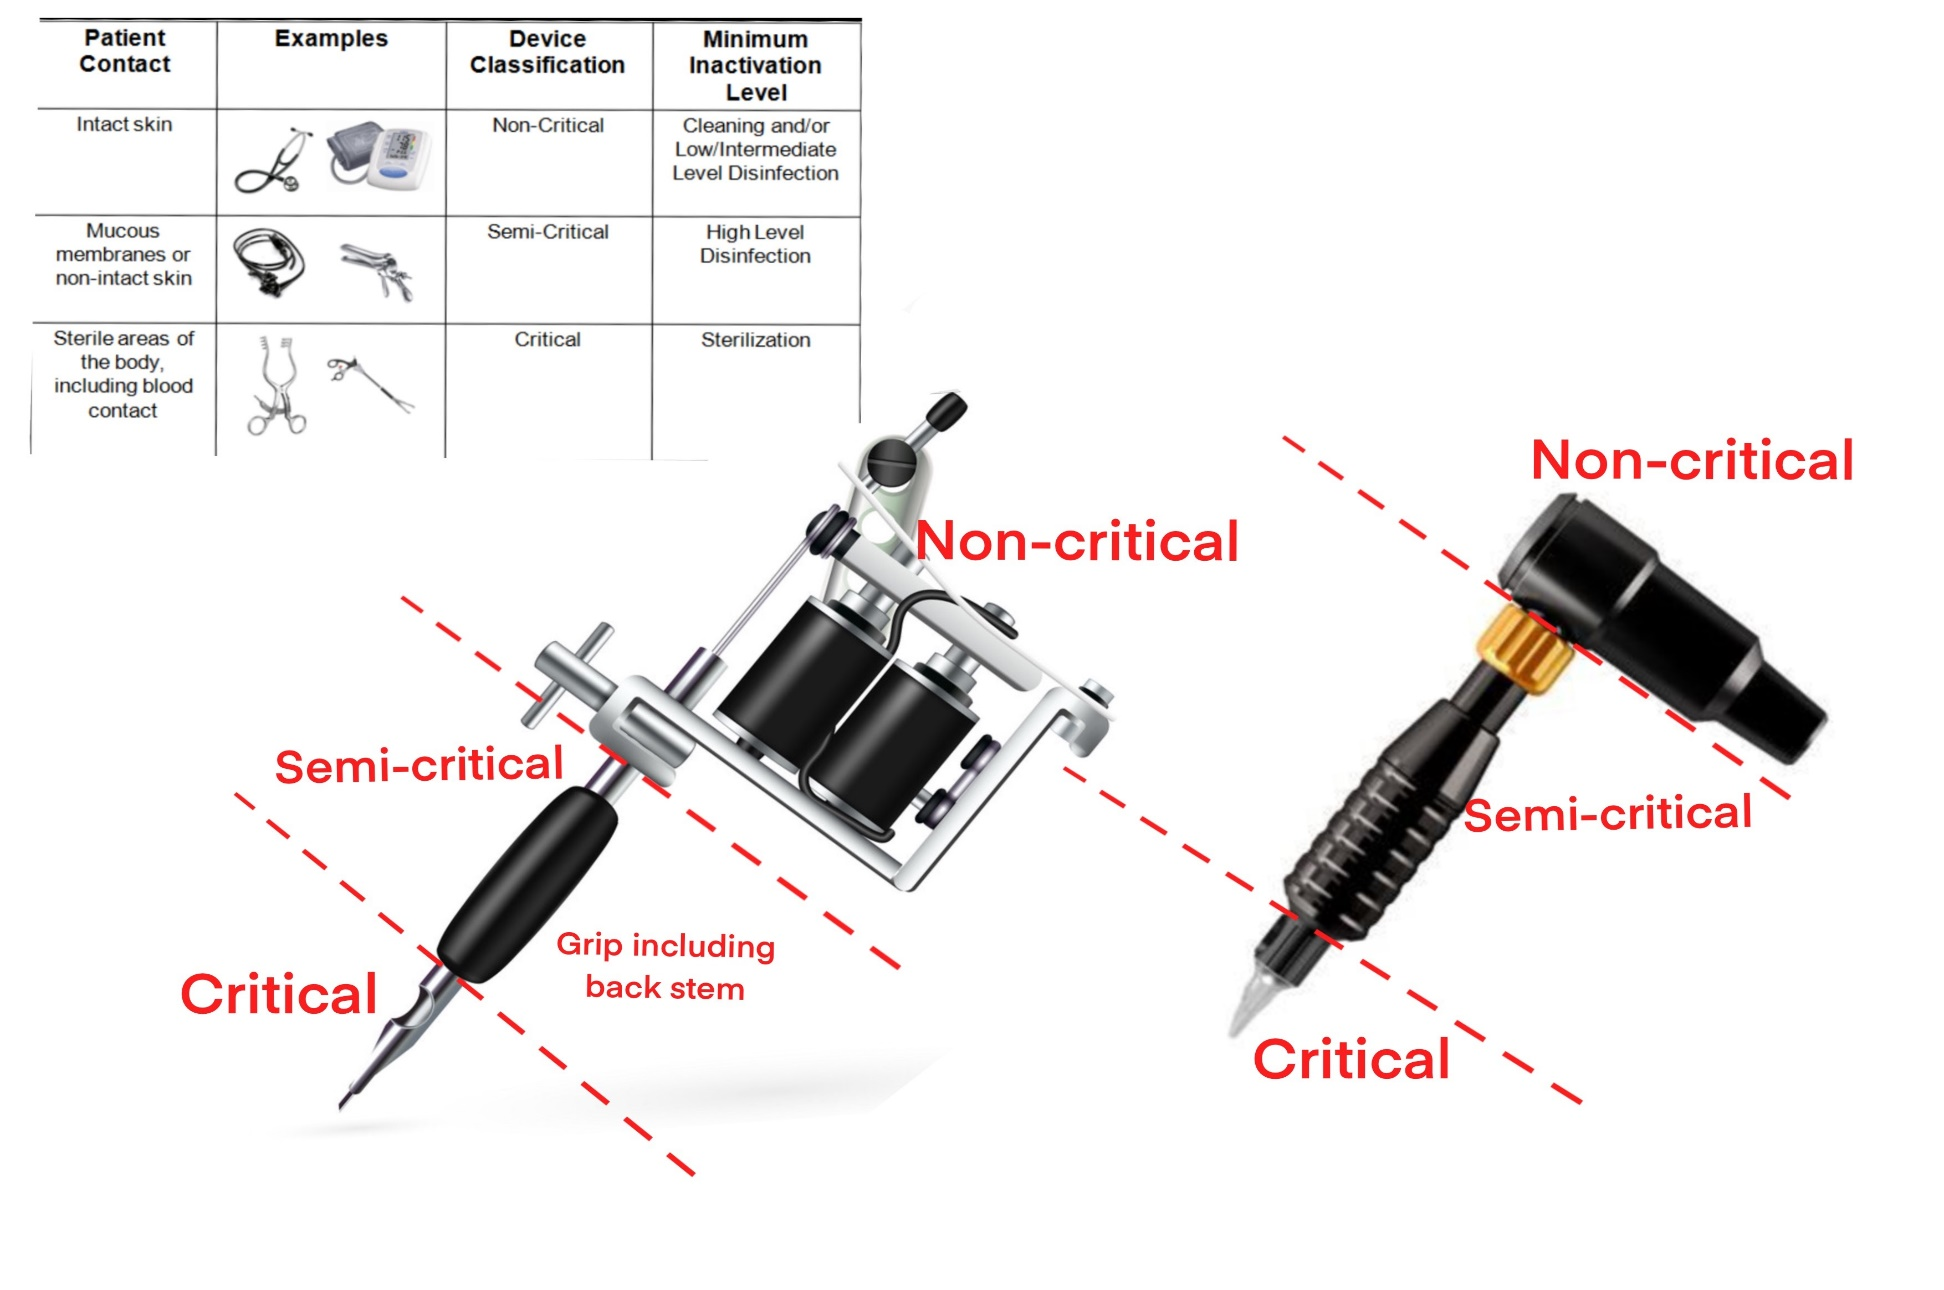 Patient
Contact
Examples
Device
Classification
Minimum
Inactivation
Level
Intact skin
Non-Critical
Cleaning and/or
Low/Intermediate
Level Disinfection
Mucous
membranes or
non-intact skin
Semi-Critical
High Level
Disinfection
Sterile areas of
the body,
including blood
contact
Critical
Sterilization
Non-critical
Non-critical
Semi-critical
Semi-critical
Grip including
back stem
Critical
Critical